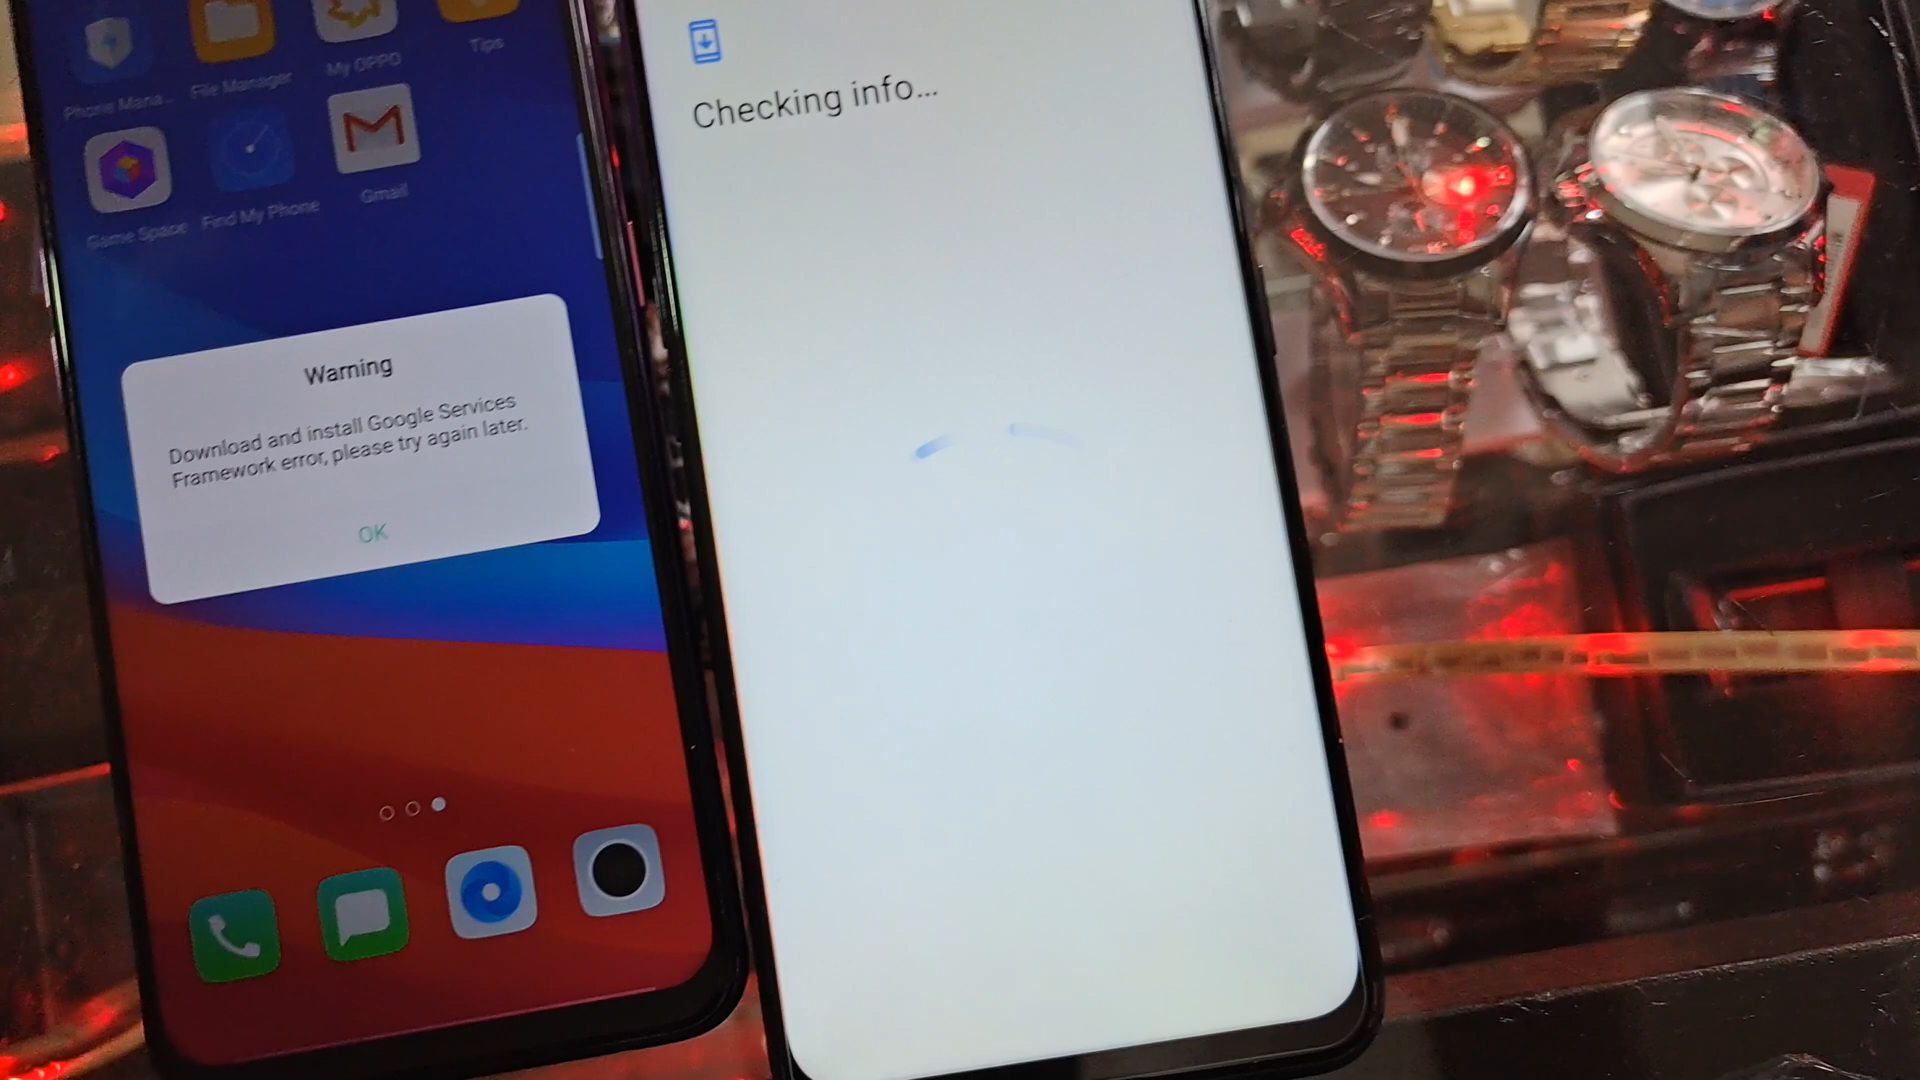 Phone Mana...
File Manager
My OPPO
Tips
Game Space
Find My Phone
Gmail
Warning
Download and install Google Services
Framework error, please try again later.
OK
Checking info...